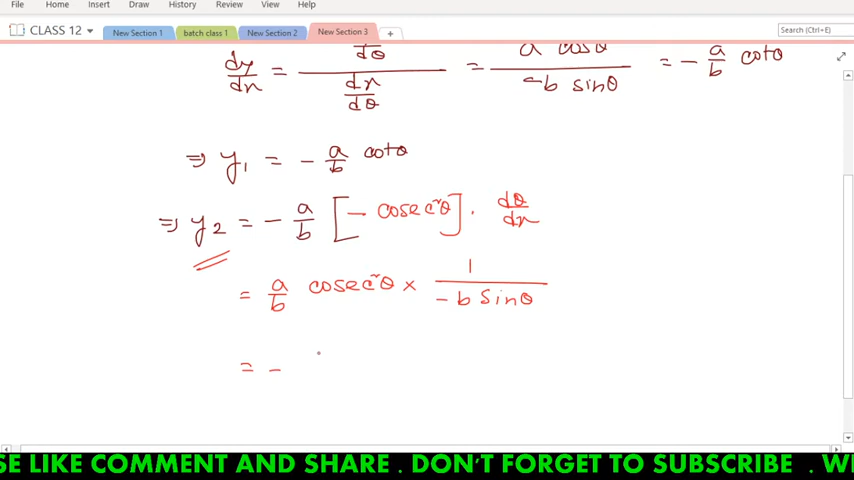 File Home Insert Draw History Review View Help
CLASS 12 New Section 1 batch class 1 New Section 2 New Section 3 + Search (Ctrl+E)
dy/dx = /dθ / dx/dθ = a cosθ / -b sinθ = - a/b cotθ
⇒ y₁ = - a/b cotθ
⇒ y₂ = - a/b [ - cosec²θ ] . dθ/dx
= a/b cosec²θ × 1 / -b sinθ
= -
SE LIKE COMMENT AND SHARE . DON'T FORGET TO SUBSCRIBE . WI